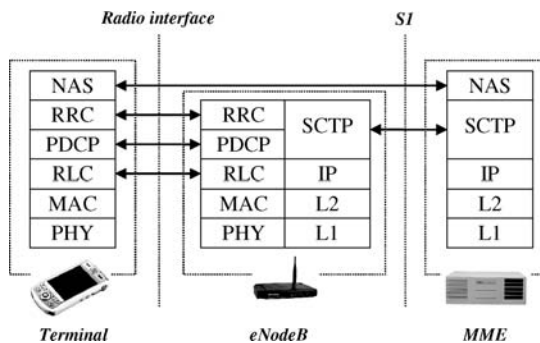 Radio interface
S1
NAS
RRC
PDCP
RLC
MAC
PHY
RRC
PDCP
RLC
MAC
PHY
SCTP
IP
L2
L1
NAS
SCTP
IP
L2
L1
Terminal
eNodeB
MME